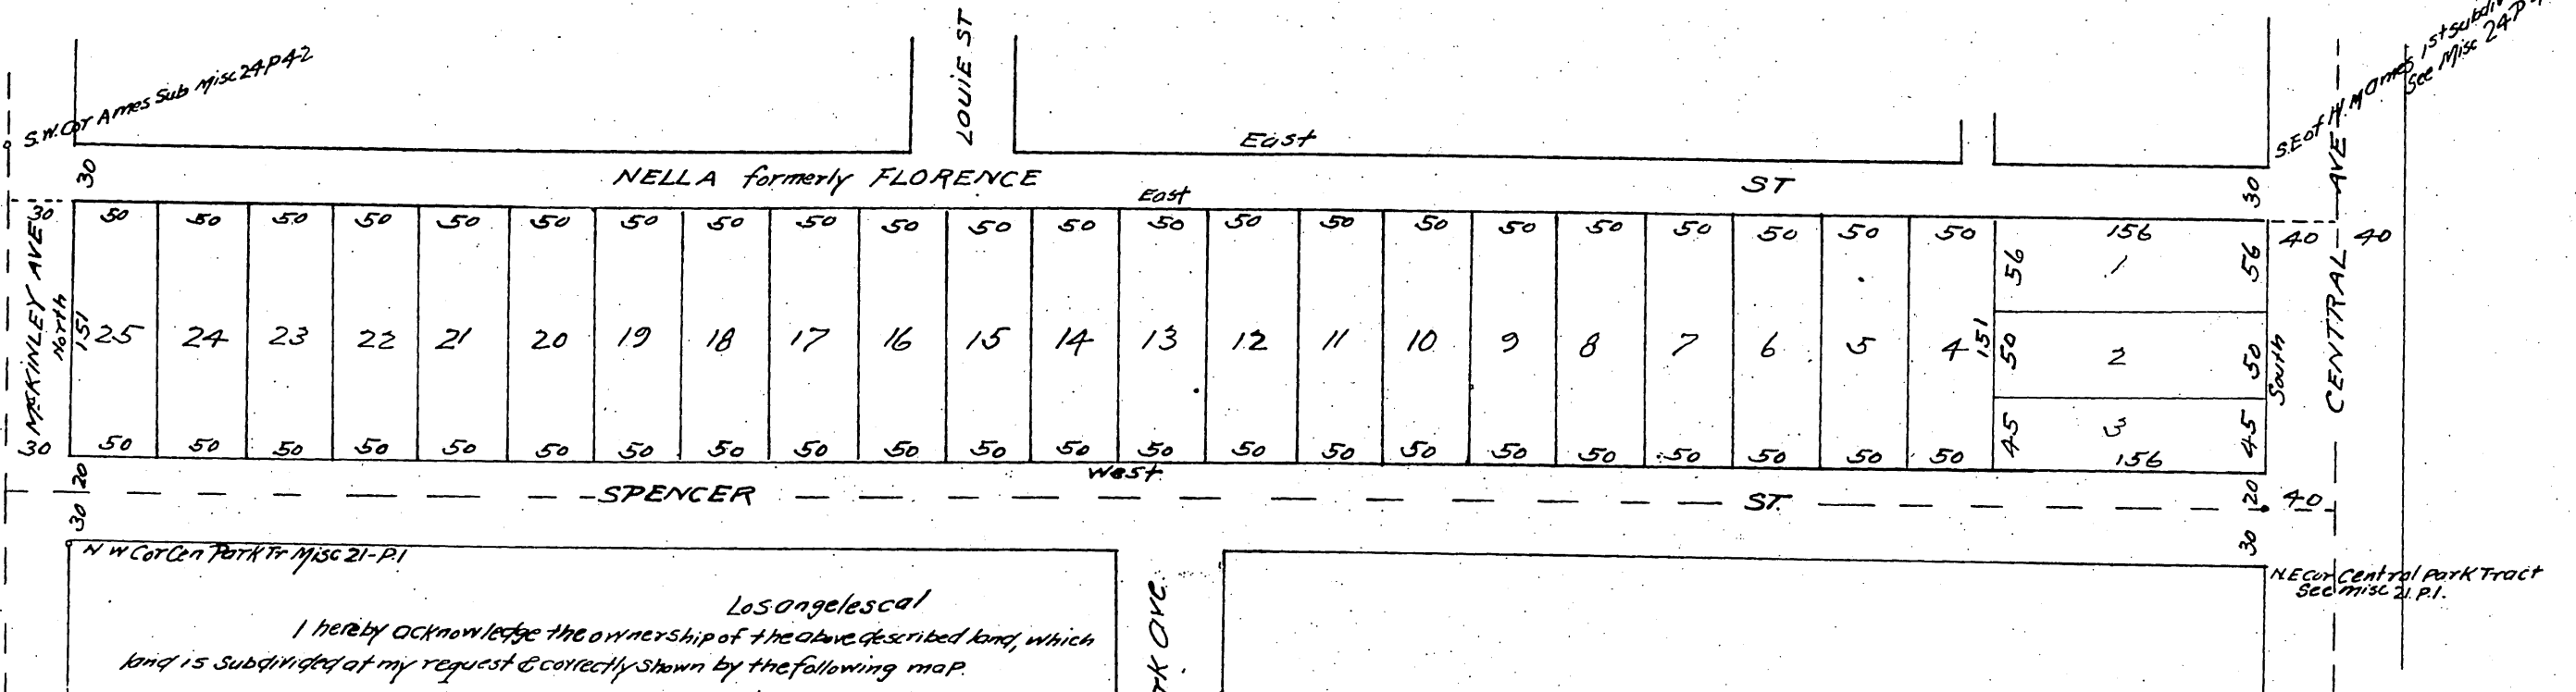 S.W. Cor Ames Sub Misc 24 P 42
LOUIE ST
S.E of H. M Ames 1st subdiv
See Misc 24 P
East
NELLA formerly FLORENCE ST
East
30
30
McKINLEY AVE
North
151
30
30
50 50 50 50 50 50 50 50 50 50 50 50 50 50 50 50 50 50 50 50 50 50 156
25 24 23 22 21 20 19 18 17 16 15 14 13 12 11 10 9 8 7 6 5 4
151
56 1 56
50 2 50
45 3 45
50 50 50 50 50 50 50 50 50 50 50 50 50 50 50 50 50 50 50 50 50 50 156
South
40 40
CENTRAL AVE
West
20
SPENCER ST.
20
40
30
30
N W Cor Cen Park Tr Misc 21-P.1
N.E cor Central Park Tract
See misc 21. P.1.
Los angeles cal
I hereby acknowledge the ownership of the above described land, which
land is subdivided at my request & correctly shown by the following map.
rk Ave.